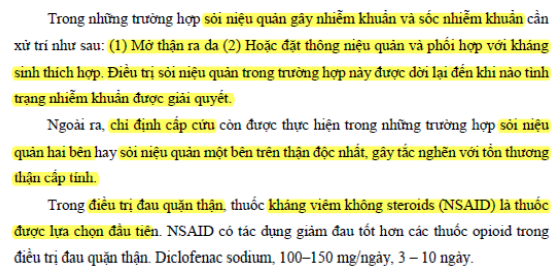 Trong những trường hợp sỏi niệu quản gây nhiễm khuẩn và sốc nhiễm khuẩn cần
xử trí như sau: (1) Mở thận ra da (2) Hoặc đặt thông niệu quản và phối hợp với kháng
sinh thích hợp. Điều trị sỏi niệu quản trong trường hợp này được dời lại đến khi nào tình
trạng nhiễm khuẩn được giải quyết.
Ngoài ra, chỉ định cấp cứu còn được thực hiện trong những trường hợp sỏi niệu
quản hai bên hay sỏi niệu quản một bên trên thận độc nhất, gây tắc nghẽn với tổn thương
thận cấp tính.
Trong điều trị đau quặn thận, thuốc kháng viêm không steroids (NSAID) là thuốc
được lựa chọn đầu tiên. NSAID có tác dụng giảm đau tốt hơn các thuốc opioid trong
điều trị đau quặn thận. Diclofenac sodium, 100–150 mg/ngày, 3 – 10 ngày.